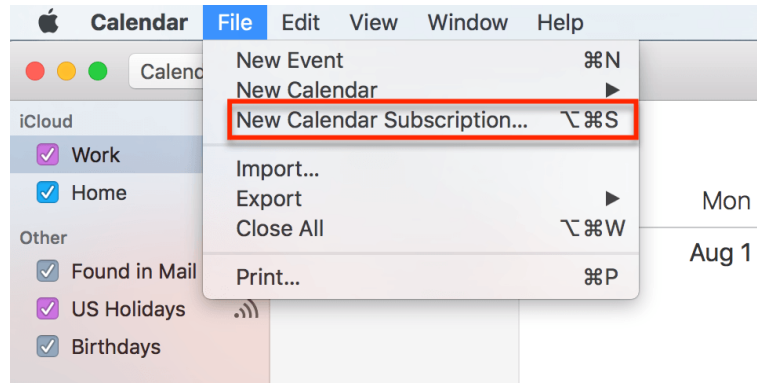 Calendar File Edit View Window Help
Calend
New Event ⌘N
New Calendar ▶
New Calendar Subscription... ⌥⌘S
Import...
Export ▶
Close All ⌥⌘W
Print... ⌘P
iCloud
Work
Home
Other
Found in Mail
US Holidays
Birthdays
Mon
Aug 1